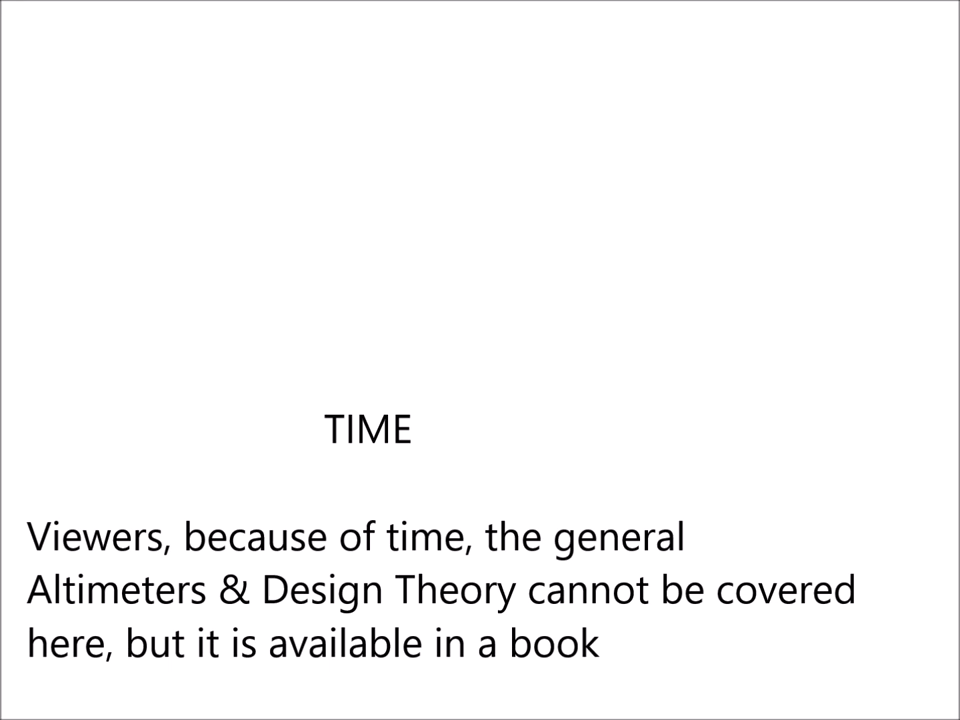 TIME
Viewers, because of time, the general
Altimeters & Design Theory cannot be covered
here, but it is available in a book